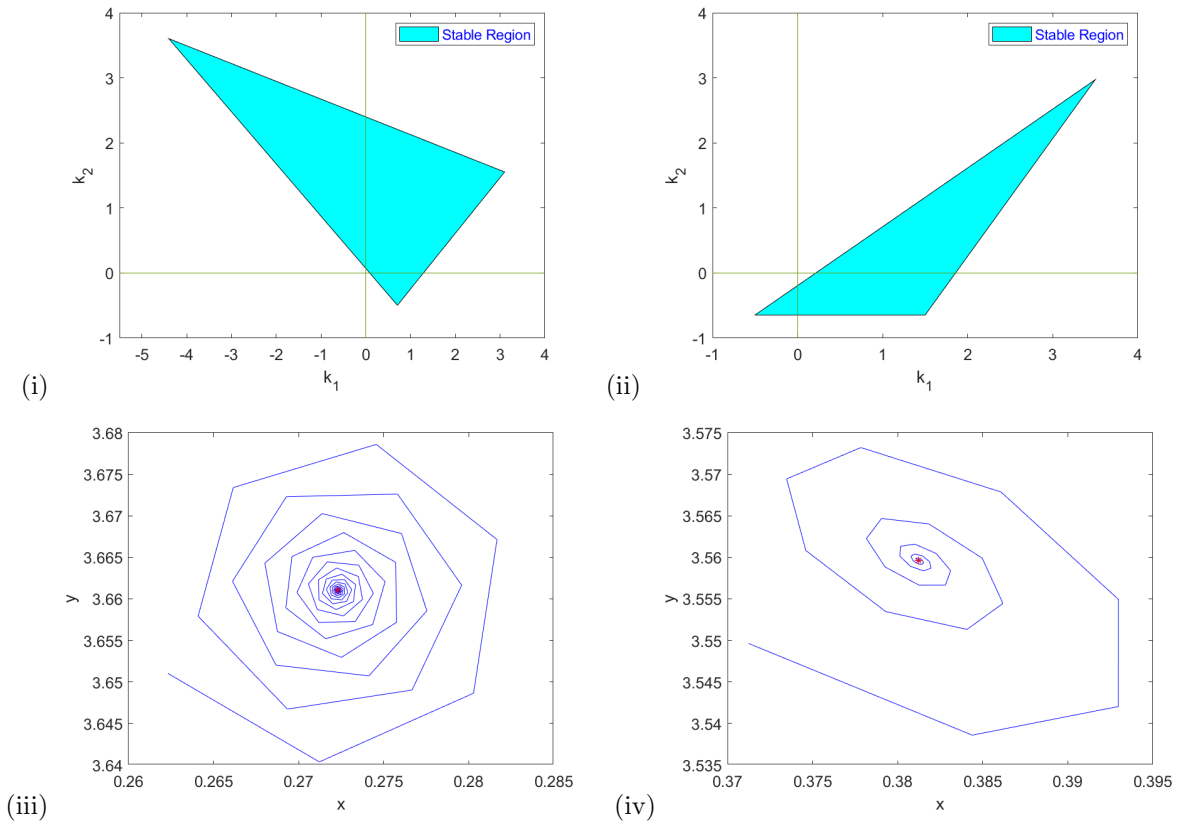 4
3
2
1
0
-1
k2
-5 -4 -3 -2 -1 0 1 2 3 4
k1
Stable Region
(i)
4
3
2
1
0
-1
k2
-1 0 1 2 3 4
k1
Stable Region
(ii)
3.68
3.675
3.67
3.665
3.66
3.655
3.65
3.645
3.64
y
0.26 0.265 0.27 0.275 0.28 0.285
x
(iii)
3.575
3.57
3.565
3.56
3.555
3.55
3.545
3.54
3.535
y
0.37 0.375 0.38 0.385 0.39 0.395
x
(iv)